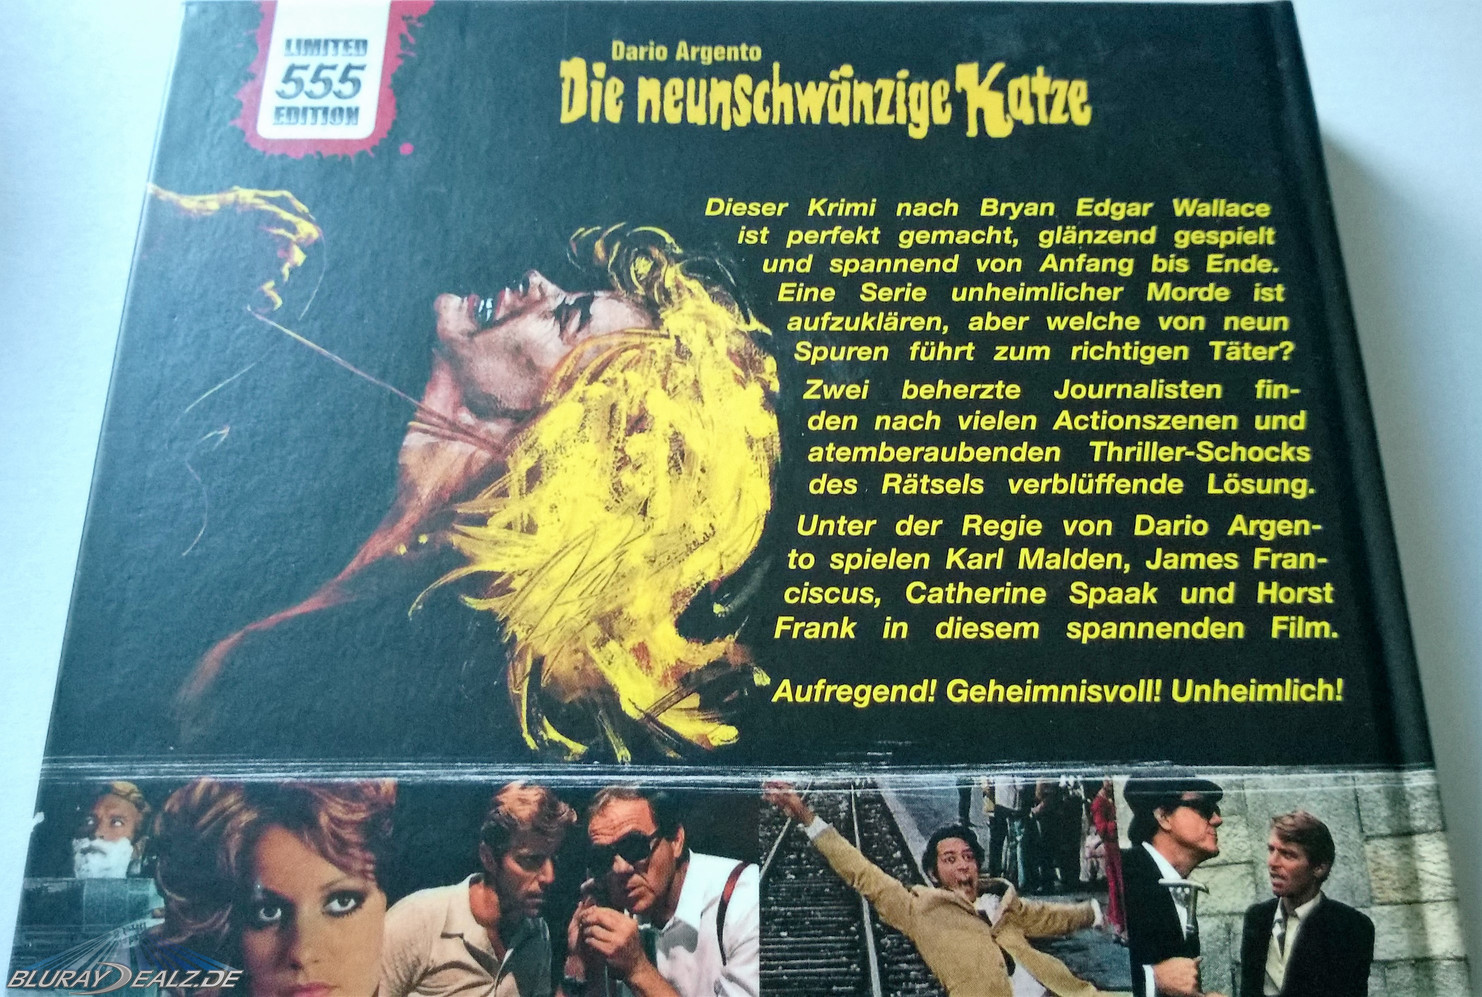 LIMITED
555
EDITION
Dario Argento
Die neunschwänzige Katze
Dieser Krimi nach Bryan Edgar Wallace
ist perfekt gemacht, glänzend gespielt
und spannend von Anfang bis Ende.
Eine Serie unheimlicher Morde ist
aufzuklären, aber welche von neun
Spuren führt zum richtigen Täter?
Zwei beherzte Journalisten fin-
den nach vielen Actionszenen und
atemberaubenden Thriller-Schocks
des Rätsels verblüffende Lösung.
Unter der Regie von Dario Argen-
to spielen Karl Malden, James Fran-
ciscus, Catherine Spaak und Horst
Frank in diesem spannenden Film.
Aufregend! Geheimnisvoll! Unheimlich!
BLURAYDEALZ.DE